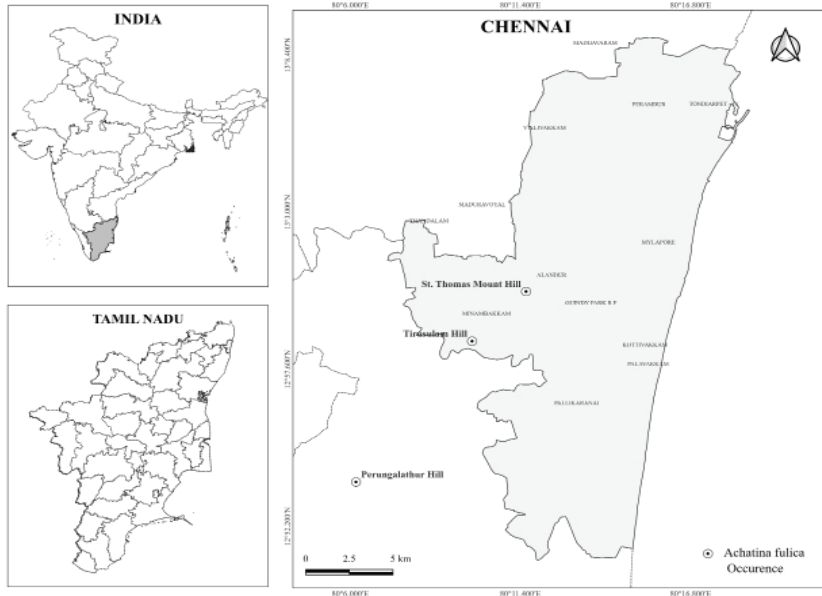 INDIA
TAMIL NADU
80°6.000'E
80°11.400'E
80°16.800'E
CHENNAI
13°8.400'N
13°3.000'N
12°57.600'N
12°52.200'N
MADHAVARAM
PERAMBUR
TONDIARPET
MADURAVOYAL
MYLAPORE
ALANDUR
St. Thomas Mount Hill
GUINDY PARK R.F
MINAMBAKKAM
Tirusulam Hill
KOTTIVAKKAM
PALAVAKKAM
PALLIKARANAI
Perungalathur Hill
0 2.5 5 km
Achatina fulica
Occurence
80°6.000'E
80°11.400'E
80°16.800'E